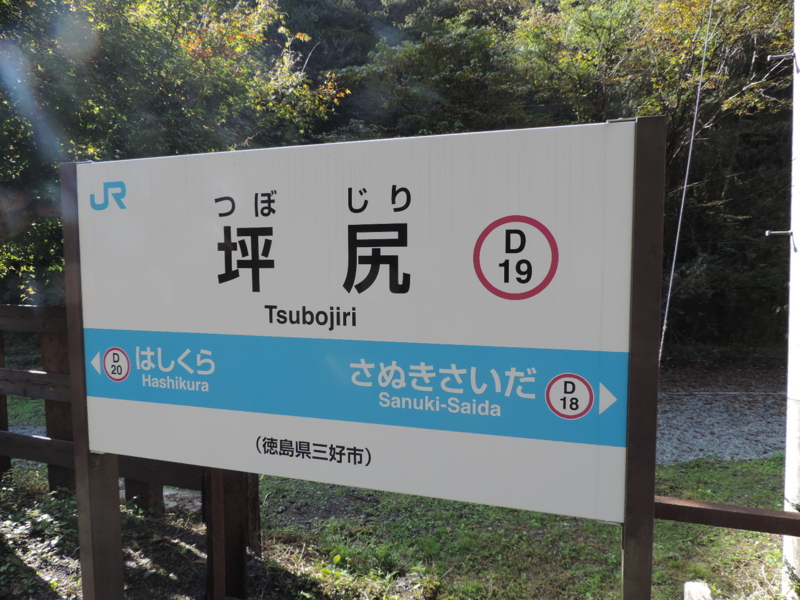 JR
つぼ じり
坪 尻
D
19
Tsubojiri
D
20
はしくら
Hashikura
さぬきさいだ
Sanuki-Saida
D
18
(徳島県三好市)